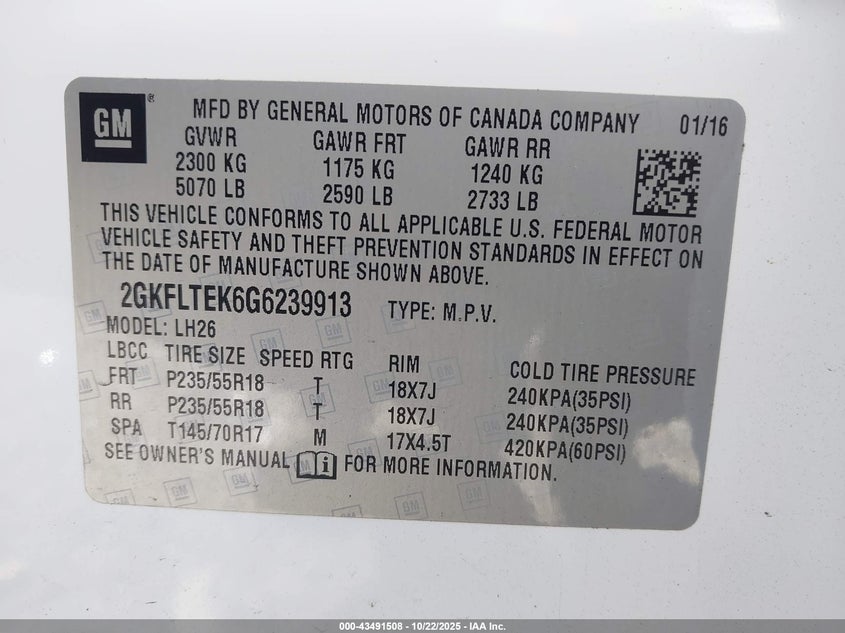 GM®
MFD BY GENERAL MOTORS OF CANADA COMPANY 01/16
GVWR GAWR FRT GAWR RR
2300 KG 1175 KG 1240 KG
5070 LB 2590 LB 2733 LB
THIS VEHICLE CONFORMS TO ALL APPLICABLE U.S. FEDERAL MOTOR
VEHICLE SAFETY AND THEFT PREVENTION STANDARDS IN EFFECT ON
THE DATE OF MANUFACTURE SHOWN ABOVE.
2GKFLTEK6G6239913 TYPE: M.P.V.
MODEL: LH26
LBCC TIRE SIZE SPEED RTG RIM COLD TIRE PRESSURE
FRT P235/55R18 T 18X7J 240KPA(35PSI)
RR P235/55R18 T 18X7J 240KPA(35PSI)
SPA T145/70R17 M 17X4.5T 420KPA(60PSI)
SEE OWNER'S MANUAL i FOR MORE INFORMATION.
000-43491508 - 10/22/2025 - IAA Inc.